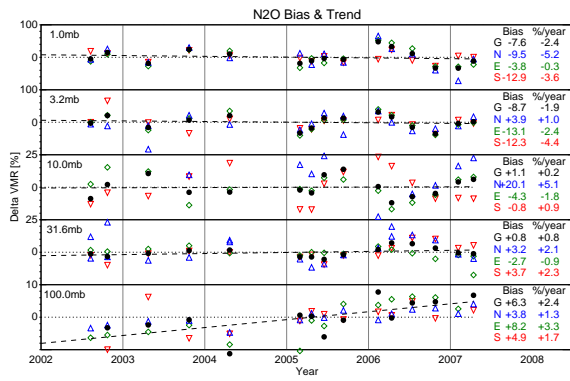 N2O Bias & Trend
100
1.0mb
Bias %/year
G -7.6 -2.4
N -9.5 -5.2
E -3.8 -0.3
S -12.9 -3.6
0
100
3.2mb
Bias %/year
G -8.7 -1.9
N +3.9 +1.0
E -13.1 -2.4
S -12.3 -4.4
0
25
10.0mb
Bias %/year
G +1.1 +0.2
N+20.1 +5.1
E -4.3 -1.8
S -0.8 +0.9
0
25
31.6mb
Bias %/year
G +0.8 +0.8
N +3.2 +2.1
E -2.7 -0.9
S +3.7 +2.3
0
100.0mb
Bias %/year
G +6.3 +2.4
N +3.8 +1.3
E +8.2 +3.3
S +4.9 +1.7
0
25
Delta VMR [%]
2002 2003 2004 2005 2006 2007 2008
Year